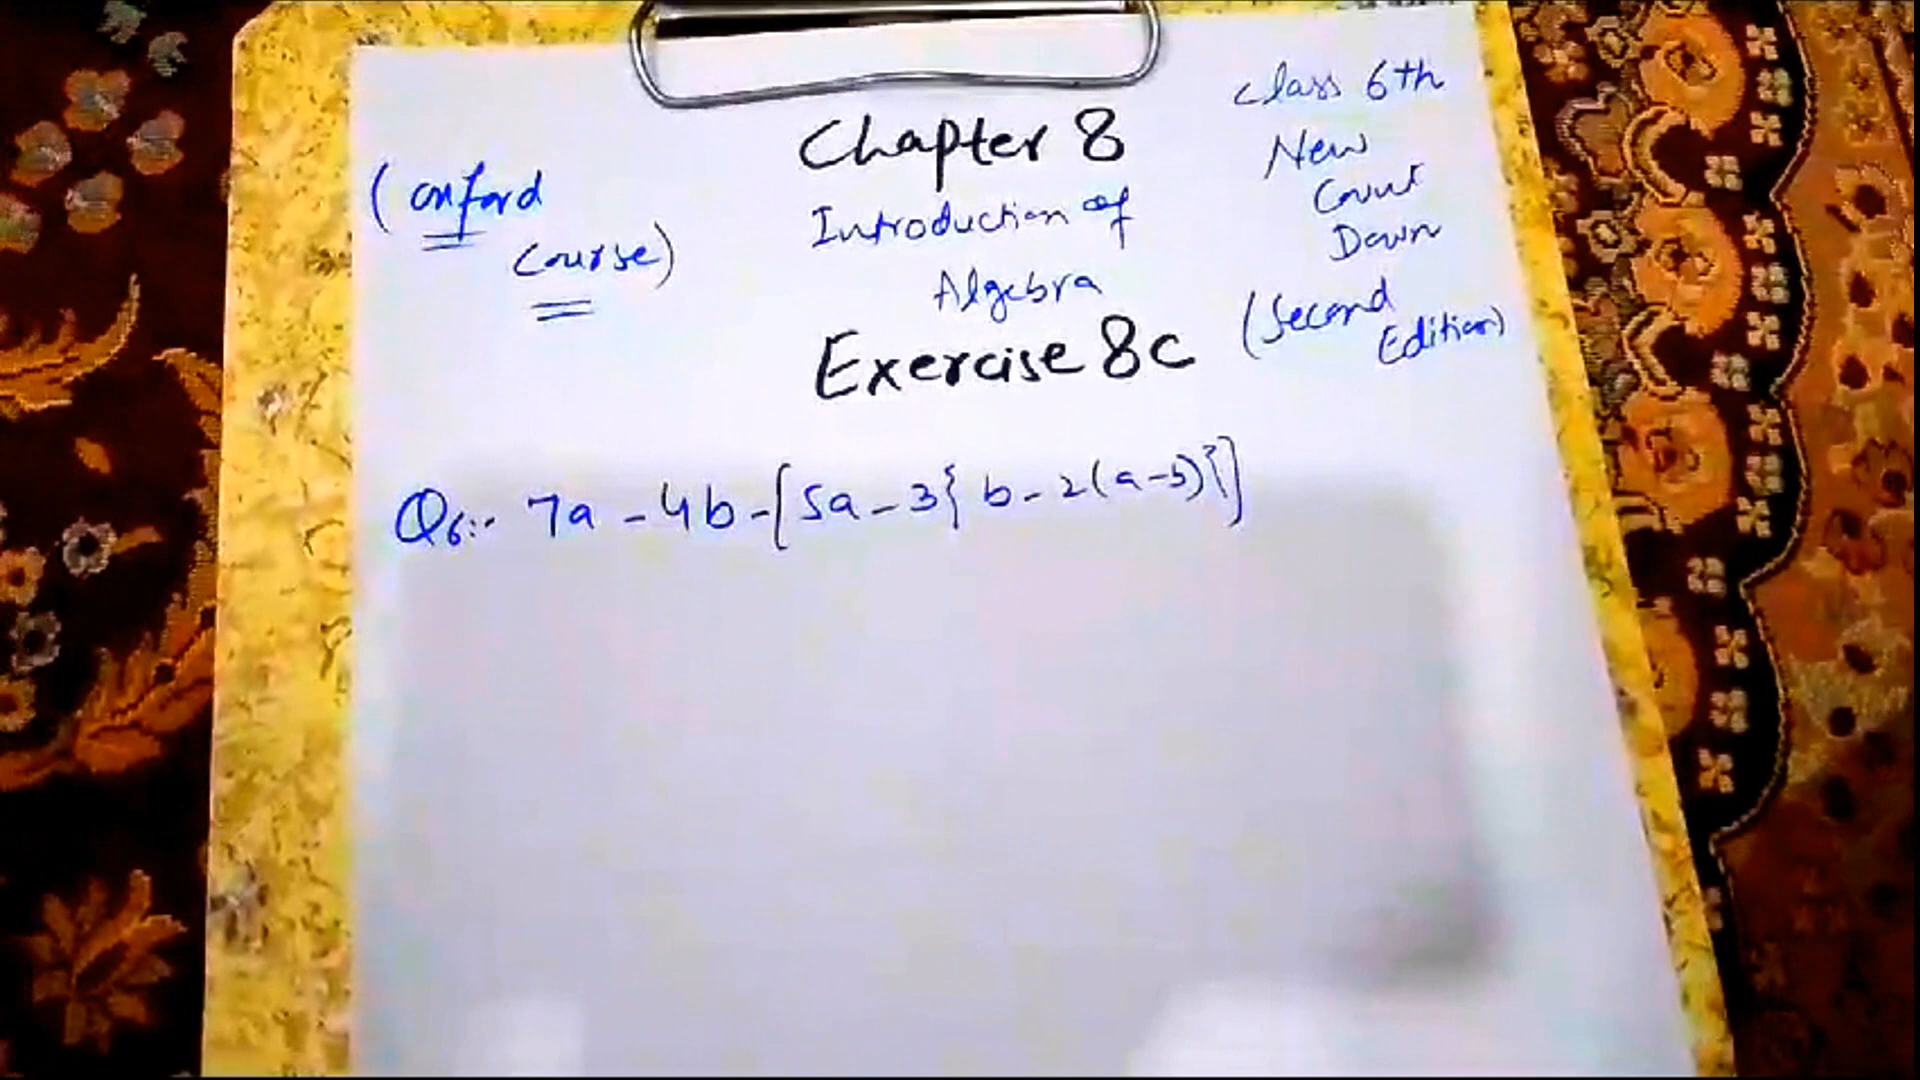 Chapter 8
Introduction of
Algebra
Exercise 8c
(Oxford
Course)
Class 6th
New
Count
Down
(Second
Edition)
Q6:- 7a - 4b - [5a - 3{ b - 2(a-5)}]